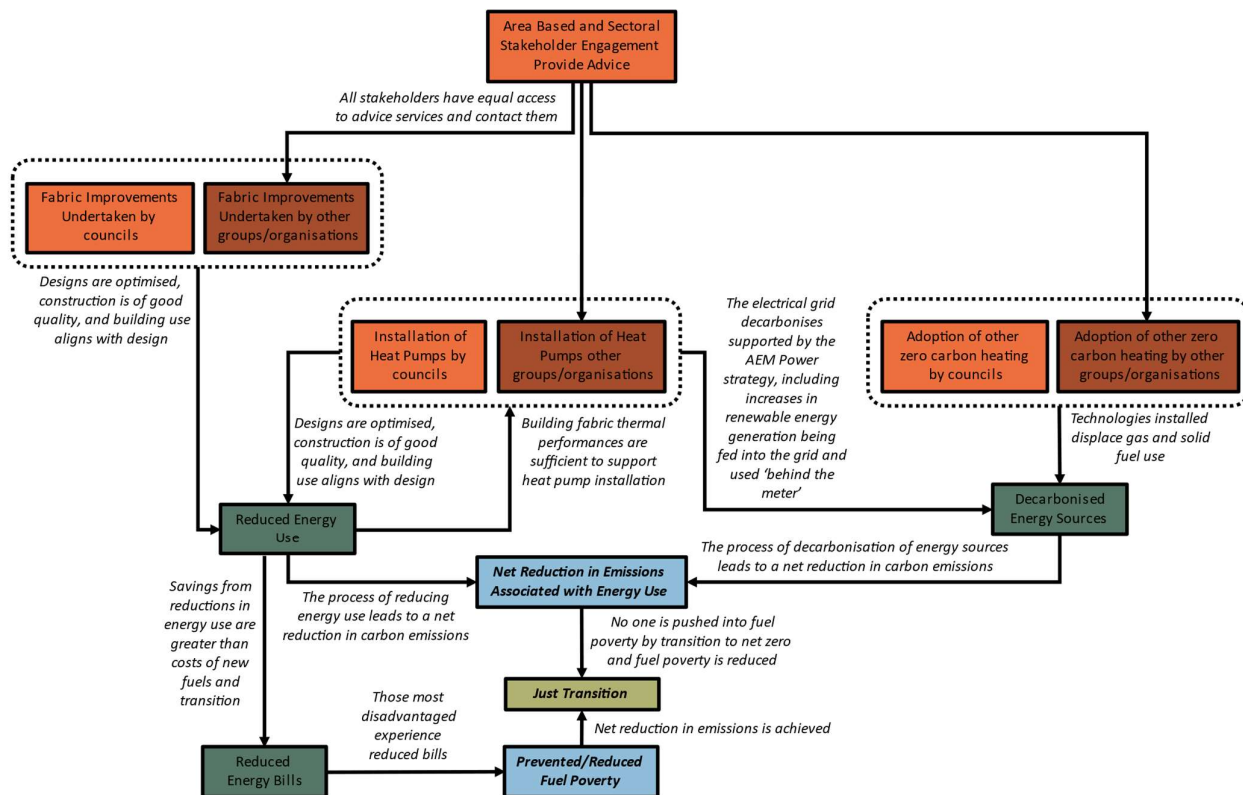 Area Based and Sectoral
Stakeholder Engagement
Provide Advice
All stakeholders have equal access
to advice services and contact them
Fabric Improvements
Undertaken by
councils
Fabric Improvements
Undertaken by other
groups/organisations
Designs are optimised,
construction is of good
quality, and building use
aligns with design
Installation of
Heat Pumps by
councils
Installation of Heat
Pumps other
groups/organisations
The electrical grid
decarbonises
supported by the
AEM Power
strategy, including
increases in
renewable energy
generation being
fed into the grid and
used ‘behind the
meter’
Adoption of other
zero carbon heating
by councils
Adoption of other zero
carbon heating by other
groups/organisations
Designs are optimised,
construction is of good
quality, and building
use aligns with design
Building fabric thermal
performances are
sufficient to support
heat pump installation
Technologies installed
displace gas and solid
fuel use
Reduced Energy
Use
Decarbonised
Energy Sources
The process of decarbonisation of energy sources
leads to a net reduction in carbon emissions
Net Reduction in Emissions
Associated with Energy Use
Savings from
reductions in
energy use are
greater than
costs of new
fuels and
transition
The process of reducing
energy use leads to a net
reduction in carbon emissions
No one is pushed into fuel
poverty by transition to net zero
and fuel poverty is reduced
Just Transition
Those most
disadvantaged
experience
reduced bills
Net reduction in emissions is achieved
Reduced
Energy Bills
Prevented/Reduced
Fuel Poverty